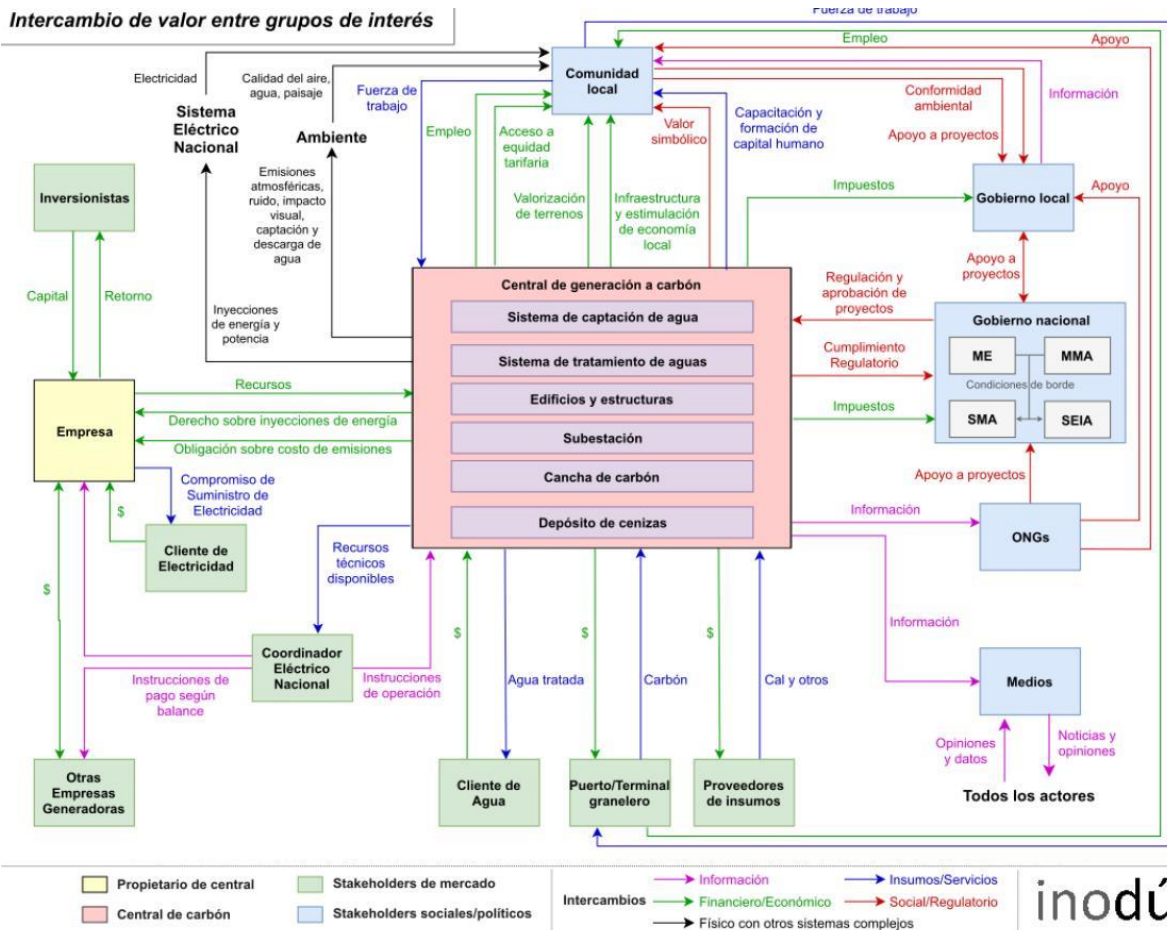 Intercambio de valor entre grupos de interés
Fuerza de trabajo
Empleo
Apoyo
Electricidad
Calidad del aire,
agua, paisaje
Fuerza de
trabajo
Comunidad
local
Conformidad
ambiental
Información
Sistema
Eléctrico
Nacional
Ambiente
Empleo
Acceso a
equidad
tarifaria
Valor
simbólico
Capacitación y
formación de
capital humano
Apoyo a proyectos
Inversionistas
Emisiones
atmosféricas,
ruido, impacto
visual,
captación y
descarga de
agua
Valorización
de terrenos
Infraestructura
y estimulación
de economía
local
Impuestos
Gobierno local
Apoyo
Capital
Retorno
Inyecciones
de energía y
potencia
Central de generación a carbón
Sistema de captación de agua
Sistema de tratamiento de aguas
Edificios y estructuras
Subestación
Cancha de carbón
Depósito de cenizas
Regulación y
aprobación de
proyectos
Apoyo a
proyectos
Gobierno nacional
ME
MMA
Condiciones de borde
SMA
SEIA
Cumplimiento
Regulatorio
Impuestos
Recursos
Derecho sobre inyecciones de energía
Obligación sobre costo de emisiones
Empresa
Compromiso de
Suministro de
Electricidad
$
Cliente de
Electricidad
Recursos
técnicos
disponibles
Apoyo a proyectos
Información
ONGs
$
Coordinador
Eléctrico
Nacional
Instrucciones de
pago según
balance
Instrucciones
de operación
$
Agua tratada
$
Carbón
$
Cal y otros
Información
Medios
Opiniones
y datos
Noticias y
opiniones
Todos los actores
Otras
Empresas
Generadoras
Cliente de
Agua
Puerto/Terminal
granelero
Proveedores
de insumos
Propietario de central
Central de carbón
Stakeholders de mercado
Stakeholders sociales/políticos
Intercambios
Información
Insumos/Servicios
Financiero/Económico
Social/Regulatorio
Físico con otros sistemas complejos
inodú